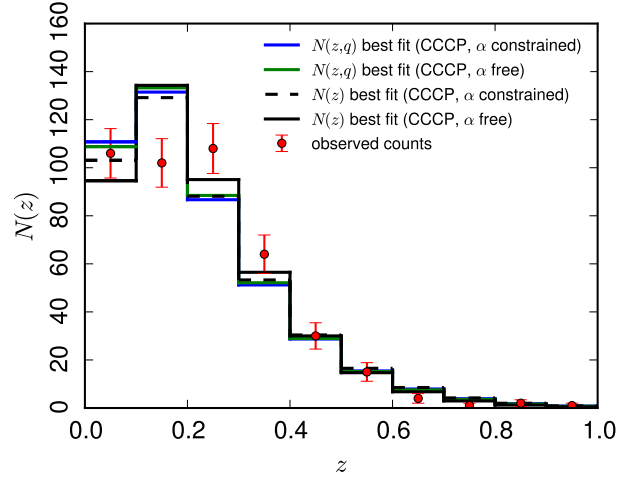 N(z,q) best fit (CCCP, α constrained)
N(z,q) best fit (CCCP, α free)
N(z) best fit (CCCP, α constrained)
N(z) best fit (CCCP, α free)
observed counts
N(z)
160
140
120
100
80
60
40
20
0
0.0 0.2 0.4 0.6 0.8 1.0
z